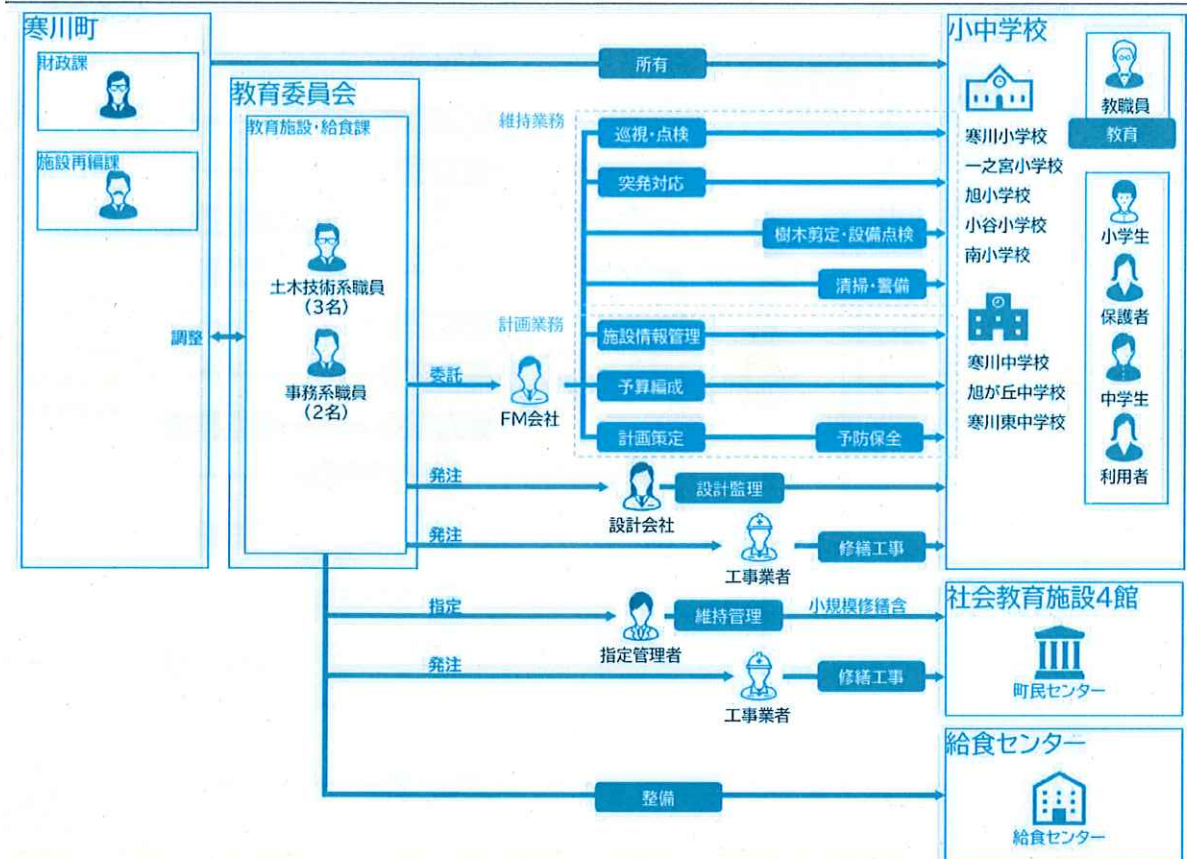 寒川町
財政課
施設再編課
調整
教育委員会
教育施設・給食課
土木技術系職員
(3名)
事務系職員
(2名)
所有
維持業務
巡視・点検
突発対応
樹木剪定・設備点検
清掃・警備
計画業務
委託
FM会社
施設情報管理
予算編成
計画策定
予防保全
発注
設計会社
設計監理
発注
工事業者
修繕工事
指定
指定管理者
維持管理
小規模修繕含
発注
工事業者
修繕工事
整備
小中学校
寒川小学校
一之宮小学校
旭小学校
小谷小学校
南小学校
寒川中学校
旭が丘中学校
寒川東中学校
教職員
教育
小学生
保護者
中学生
利用者
社会教育施設4館
町民センター
給食センター
給食センター